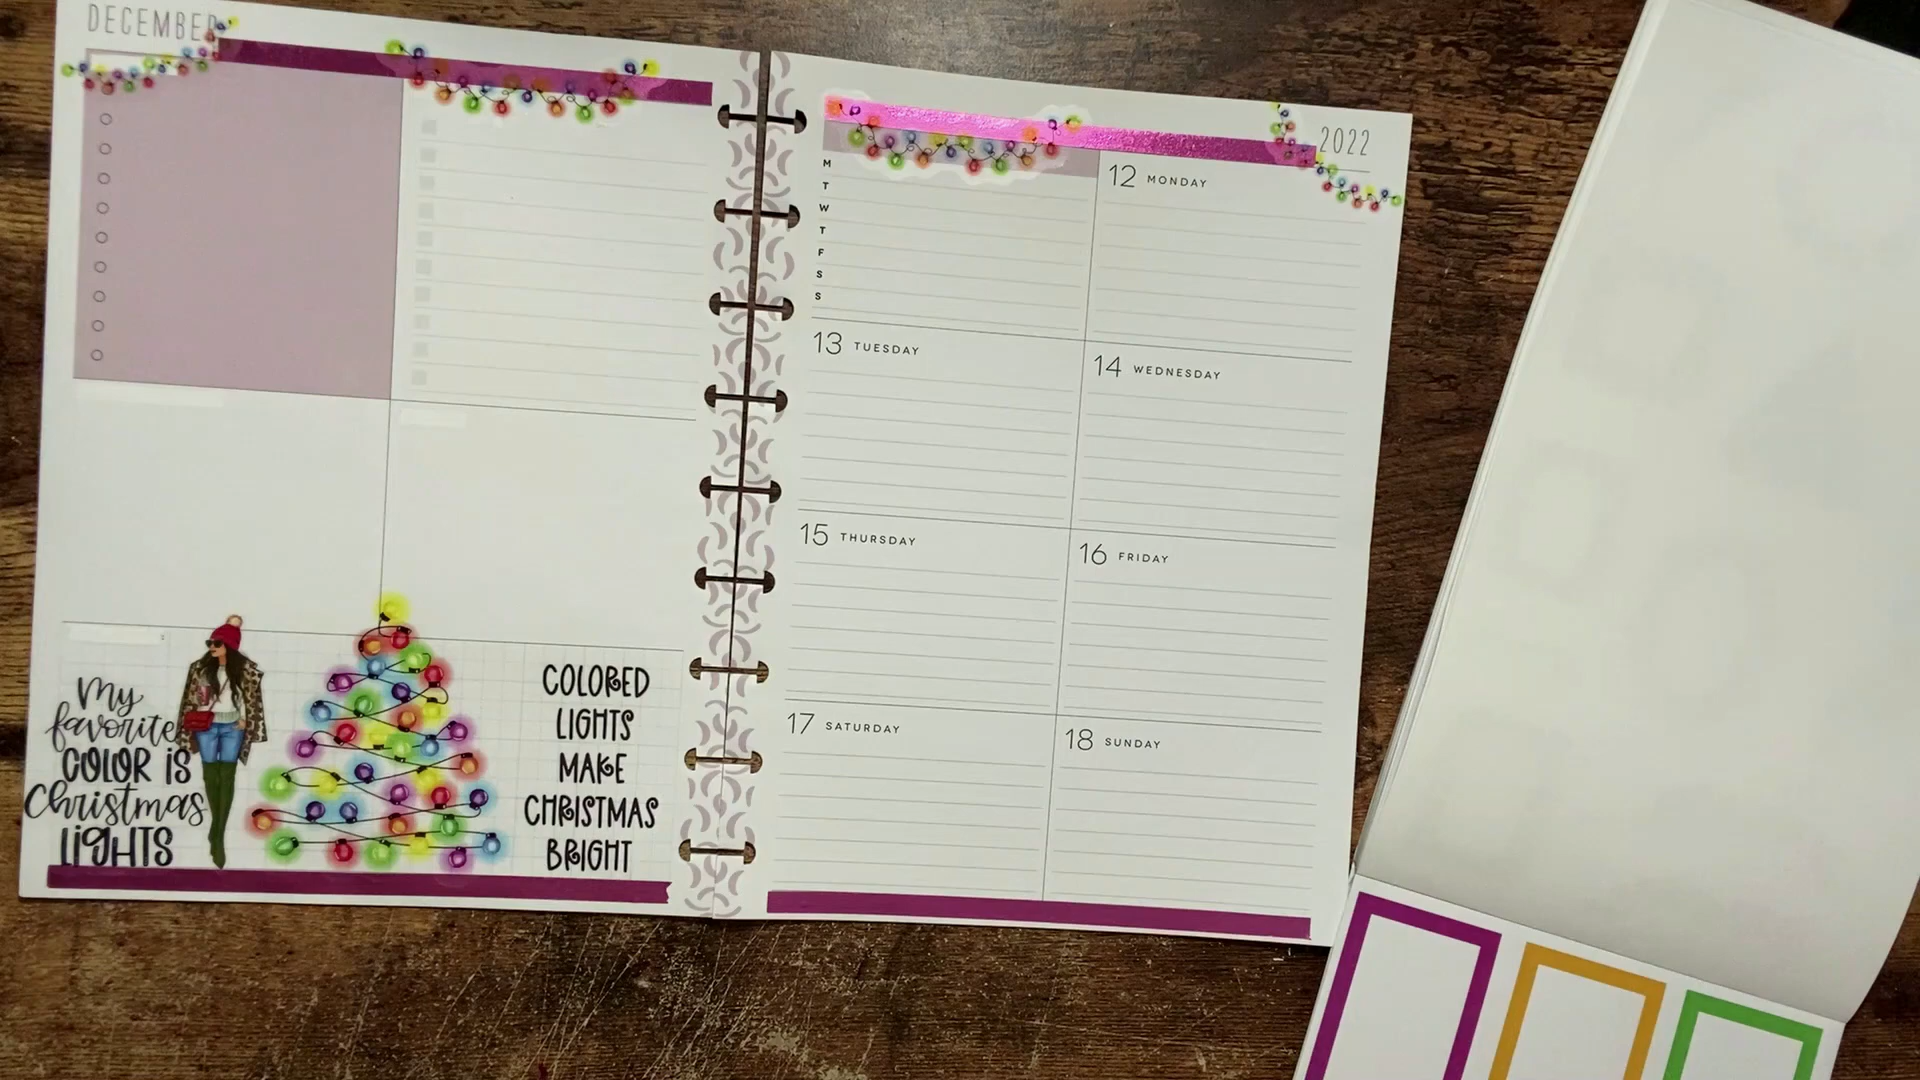 DECEMBER
2022
M
T
W
T
F
S
S
12 MONDAY
13 TUESDAY
14 WEDNESDAY
15 THURSDAY
16 FRIDAY
17 SATURDAY
18 SUNDAY
My
favorite
COLOR IS
Christmas
LIGHTS
COLORED
LIGHTS
MAKE
CHRISTMAS
BRIGHT